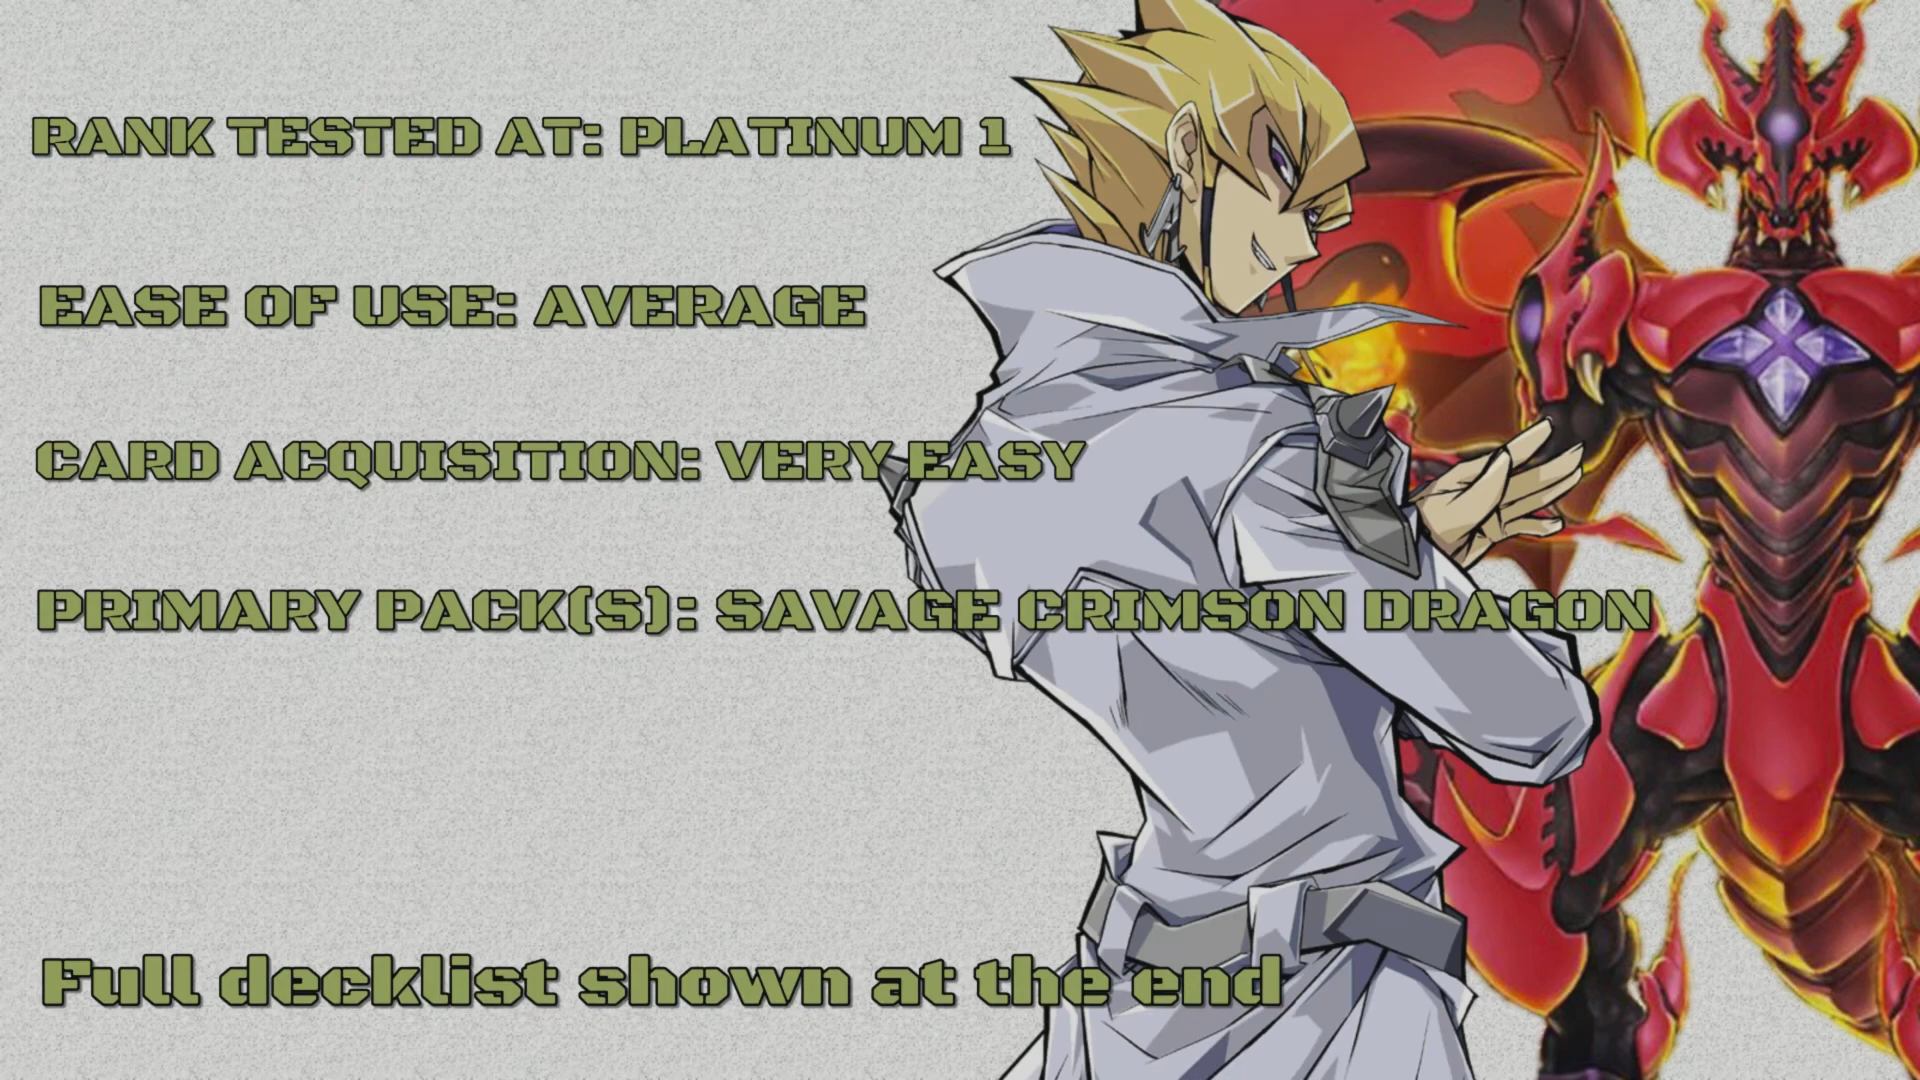 RANK TESTED AT: PLATINUM 1
EASE OF USE: AVERAGE
CARD ACQUISITION: VERY EASY
PRIMARY PACK(S): SAVAGE CRIMSON DRAGON
Full decklist shown at the end